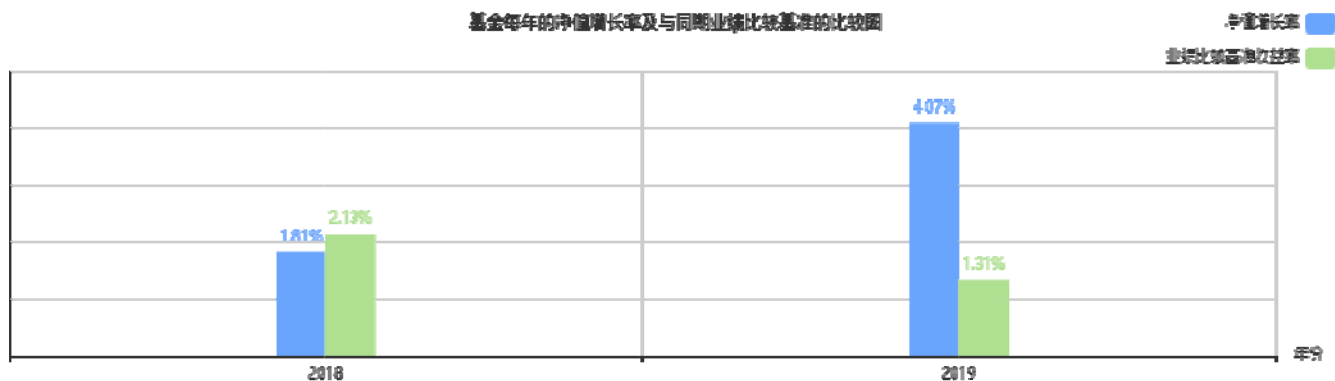 基金每年的净值增长率及与同期业绩比较基准的比较图
净值增长率
业绩比较基准收益率
4.07%
2.13%
1.81%
1.31%
年份
2018
2019